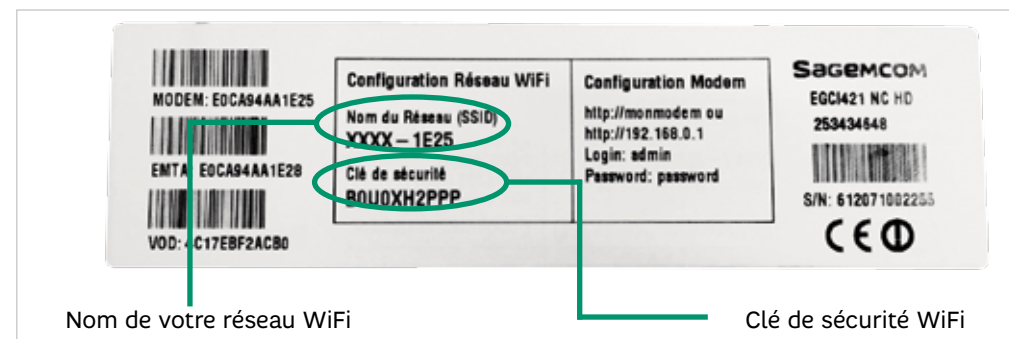 MODEM: E0CA94AA1E25
EMTA: E0CA94AA1E28
VOD: 4C17EBF2ACB0
Configuration Réseau WiFi
Nom du Réseau (SSID)
XXXX – 1E25
Clé de sécurité
B0U0XH2PPP
Configuration Modem
http://monmodem ou
http://192.168.0.1
Login: admin
Password: password
SAGEMCOM
EGCI421 NC HD
253434648
S/N: 612071002255
CE
Nom de votre réseau WiFi
Clé de sécurité WiFi